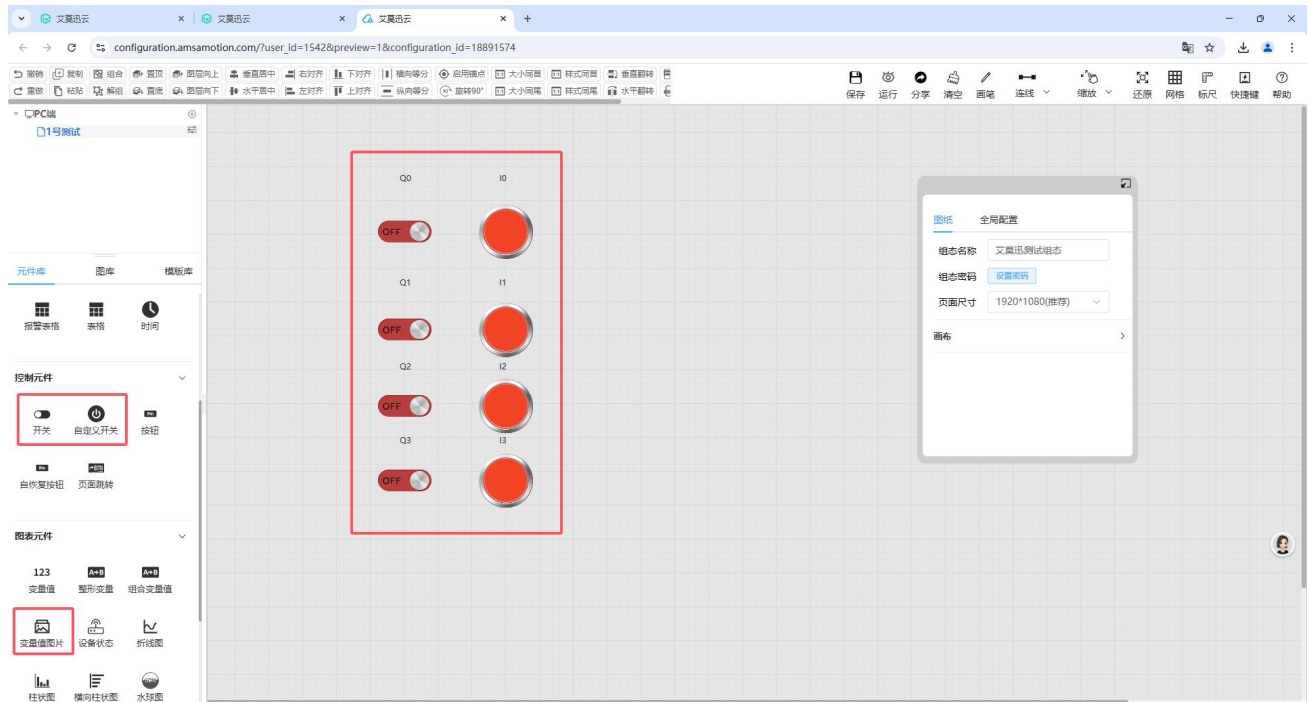 艾莫迅云
艾莫迅云
艾莫迅云
configuration.amsamotion.com/?user_id=1542&preview=1&configuration_id=18891574
撤销 复制 组合 置顶 图层向上 垂直居中 右对齐 下对齐 横向等分 启用锚点 大小同首 样式同首 垂直翻转
重做 粘贴 解组 置底 图层向下 水平居中 左对齐 上对齐 纵向等分 旋转90° 大小同尾 样式同尾 水平翻转
保存 运行 分享 清空 画笔 连线 缩放 还原 网格 标尺 快捷键 帮助
PC端
1号测试
元件库 图库 模版库
报警表格 表格 时间
控制元件
开关 自定义开关 按钮
自恢复按钮 页面跳转
图表元件
123
变量值 整形变量 组合变量值
变量值图片 设备状态 折线图
柱状图 横向柱状图 水球图
Q0 I0
OFF
Q1 I1
OFF
Q2 I2
OFF
Q3 I3
OFF
图纸 全局配置
组态名称 艾莫迅测试组态
组态密码 设置密码
页面尺寸 1920*1080(推荐)
画布